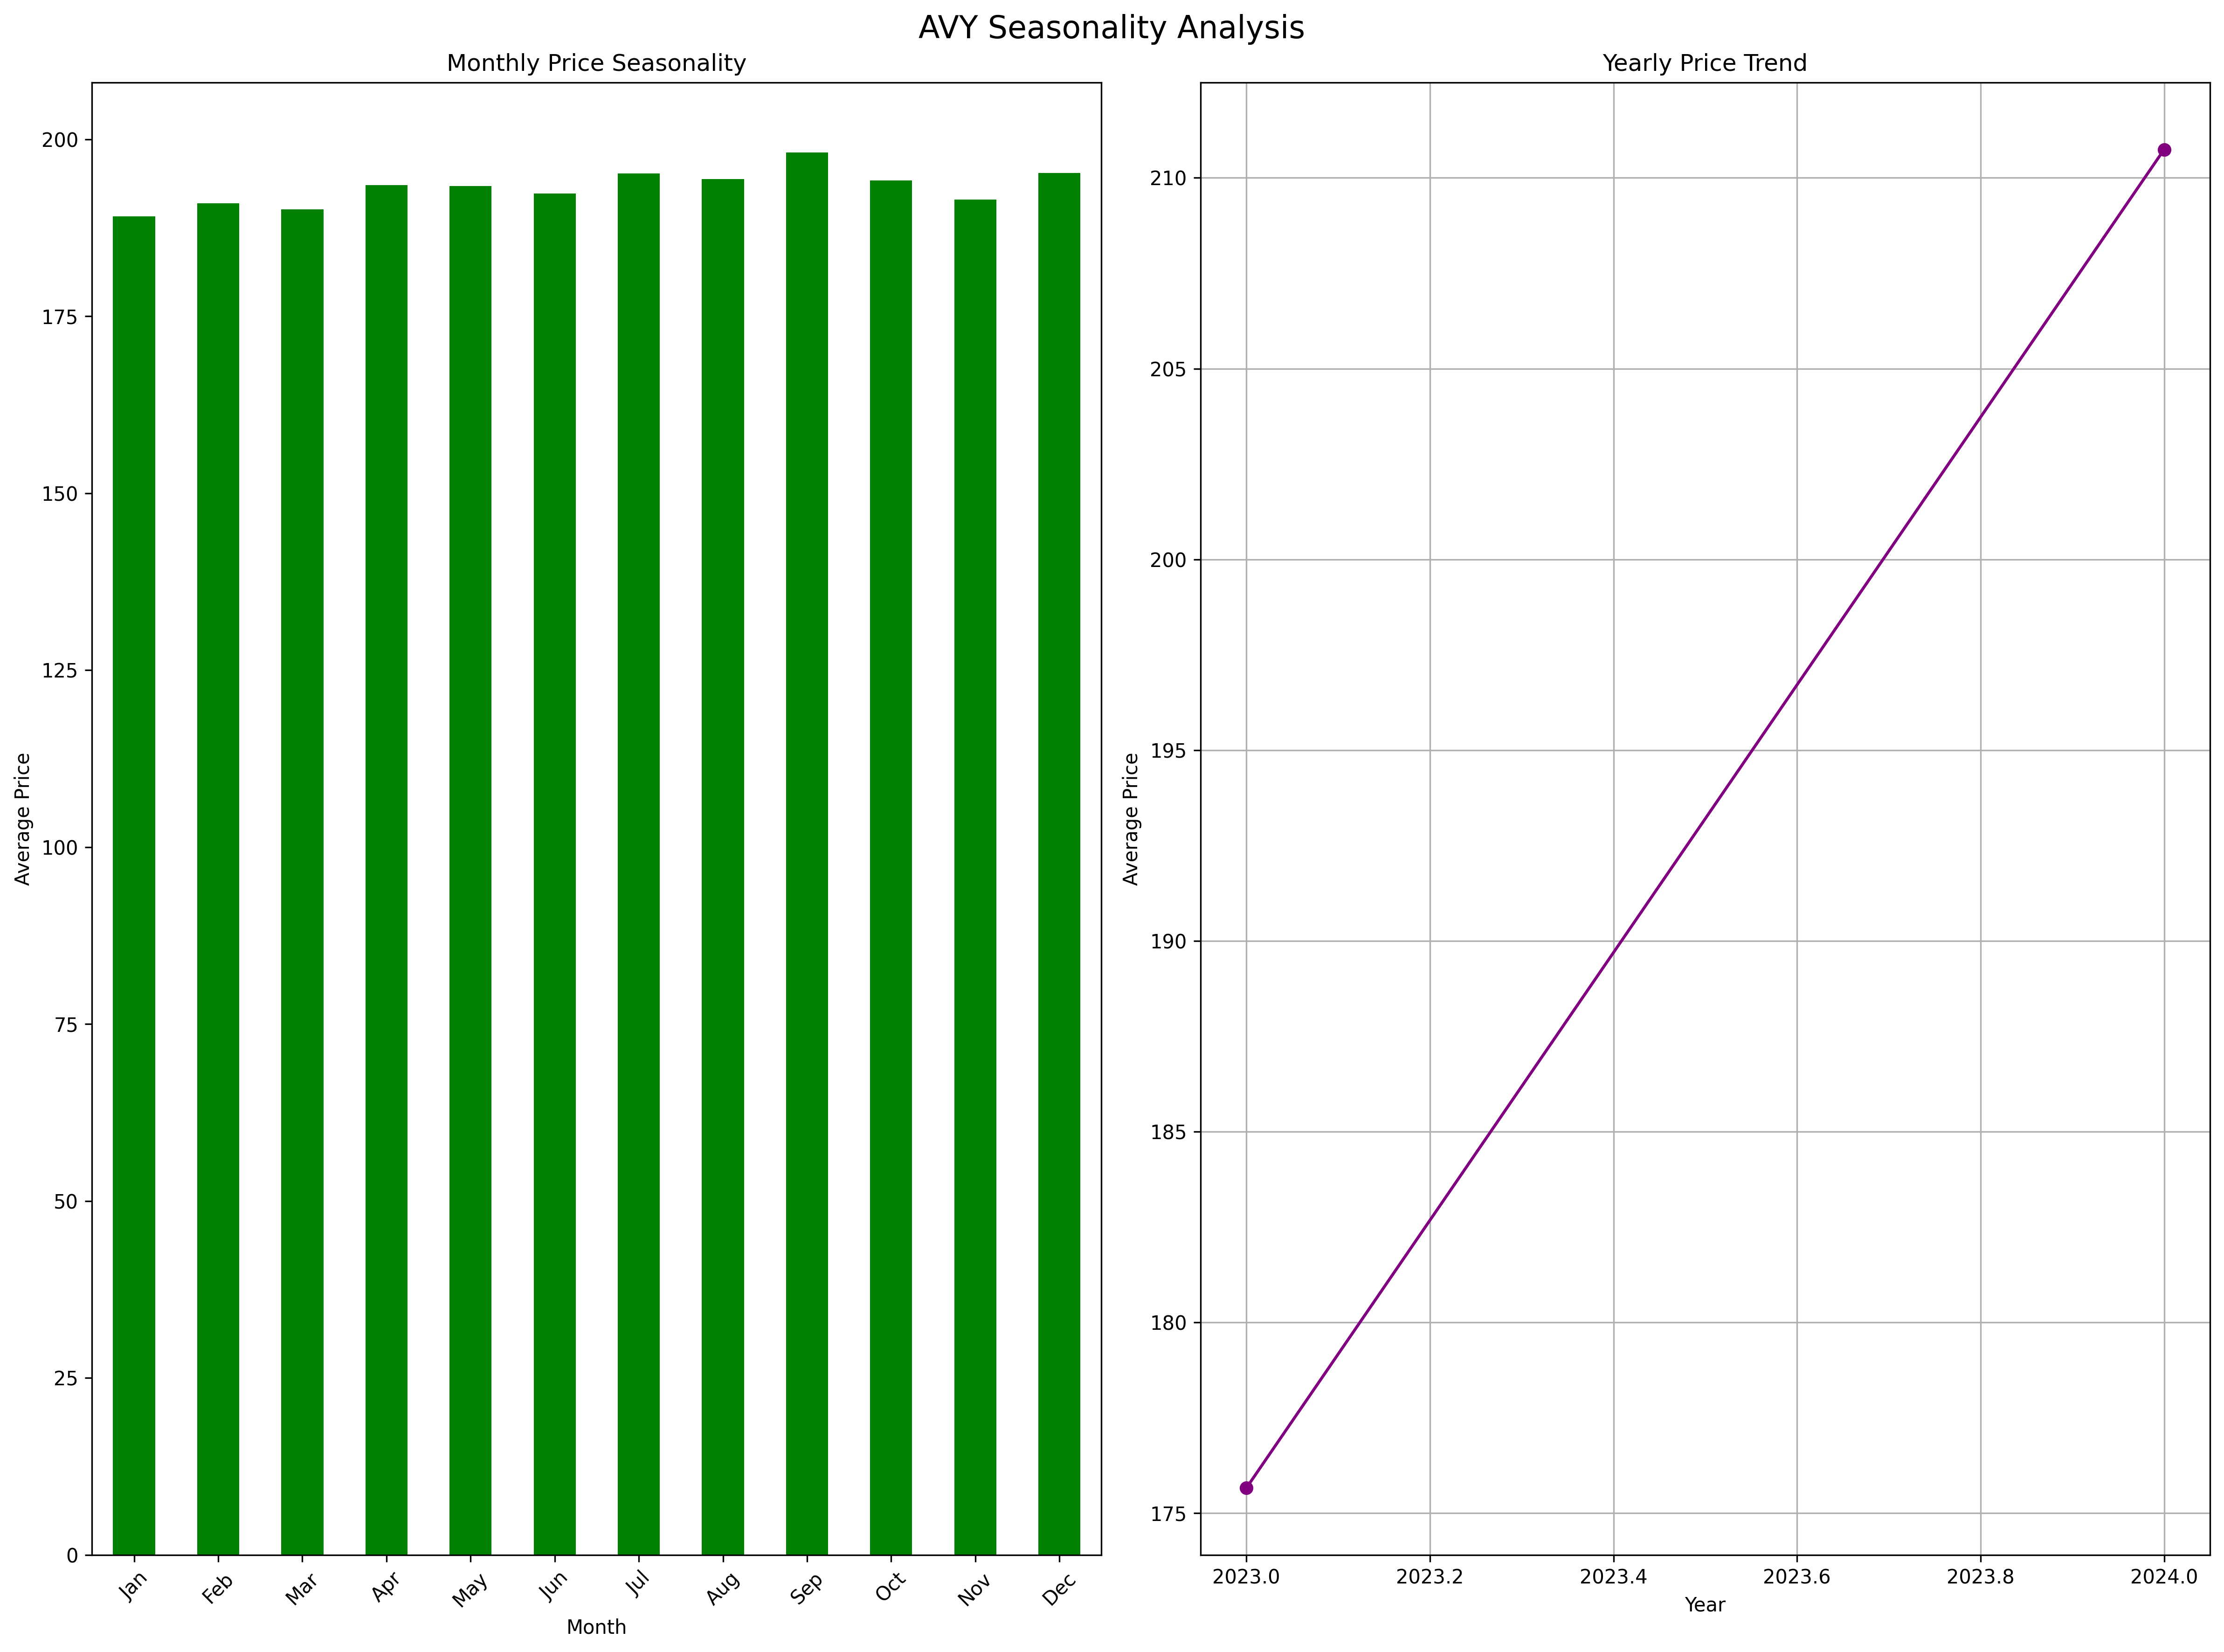 AVY Seasonality Analysis
Monthly Price Seasonality
Average Price
200
175
150
125
100
75
50
25
0
Jan Feb Mar Apr May Jun Jul Aug Sep Oct Nov Dec
Month
Yearly Price Trend
Average Price
210
205
200
195
190
185
180
175
2023.0 2023.2 2023.4 2023.6 2023.8 2024.0
Year